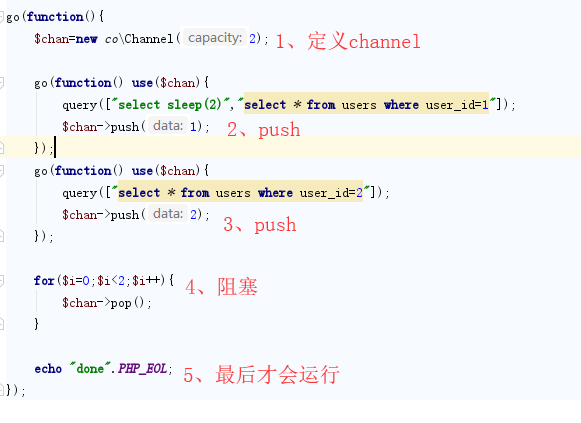 go(function(){
$chan=new co\Channel( capacity: 2); 1、定义channel
go(function() use($chan){
query(["select sleep(2)","select * from users where user_id=1"]);
$chan->push( data: 1); 2、push
});
go(function() use($chan){
query(["select * from users where user_id=2"]);
$chan->push( data: 2); 3、push
});
for($i=0;$i<2;$i++){ 4、阻塞
$chan->pop();
}
echo "done".PHP_EOL; 5、最后才会运行
});